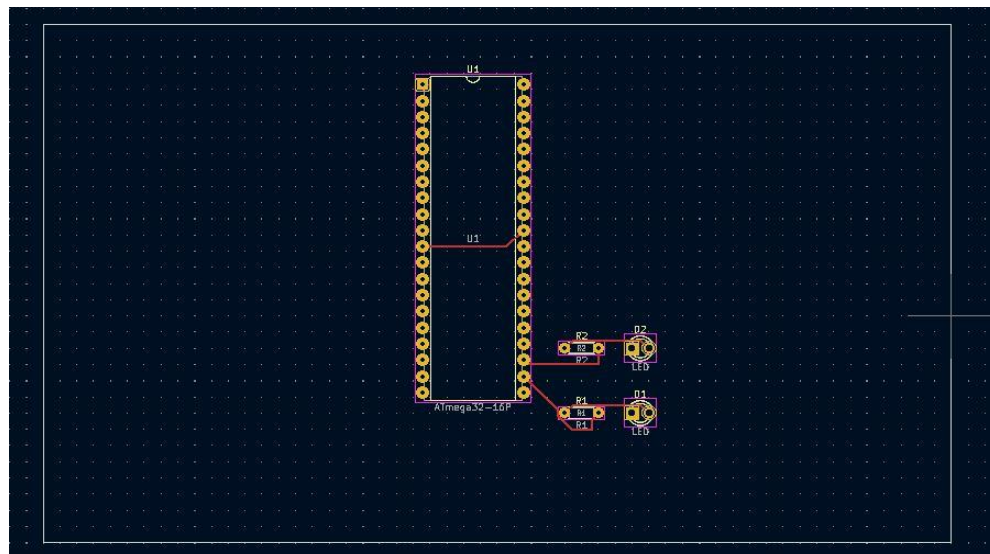 U1
U1
ATmega32-16P
R2
R2
R2
D2
LED
R1
R1
R1
D1
LED